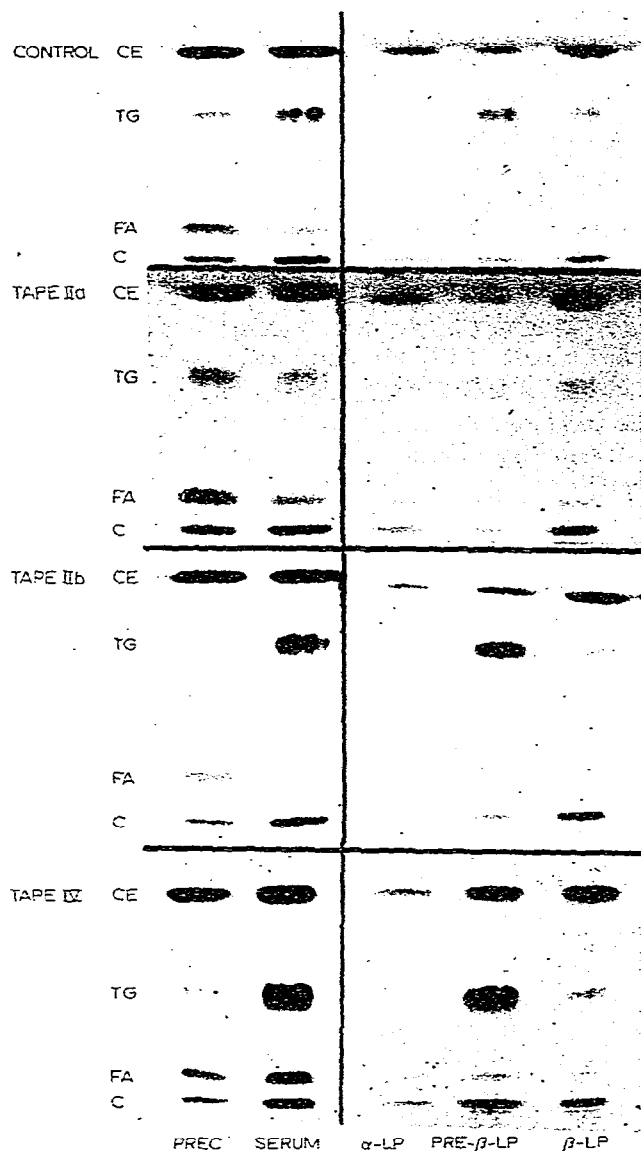 CONTROL CE
TG
FA
C
TAPE IIa CE
TG
FA
C
TAPE IIb CE
TG
FA
C
TAPE IV CE
TG
FA
C
PREC SERUM α-LP PRE-β-LP β-LP